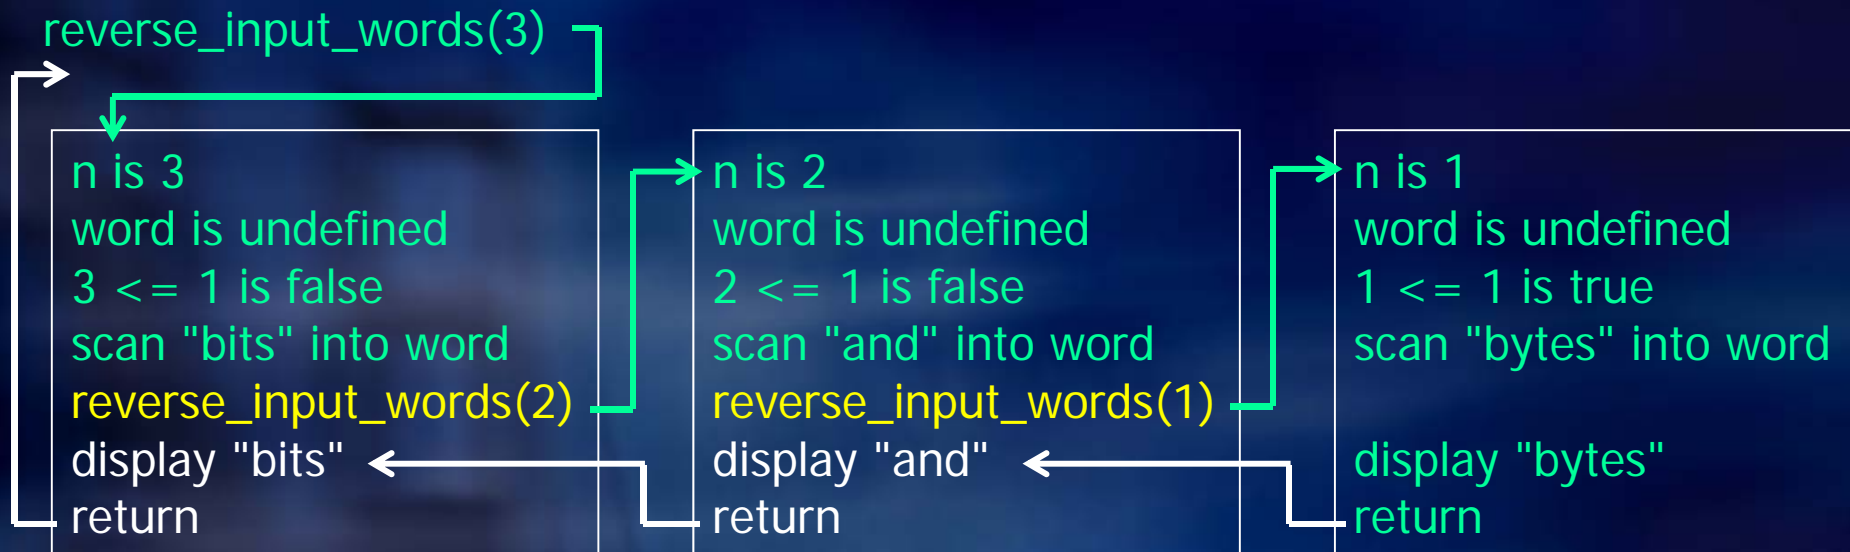 reverse_input_words(3)
n is 3
word is undefined
3 <= 1 is false
scan "bits" into word
reverse_input_words(2)
display "bits"
return
n is 2
word is undefined
2 <= 1 is false
scan "and" into word
reverse_input_words(1)
display "and"
return
n is 1
word is undefined
1 <= 1 is true
scan "bytes" into word
display "bytes"
return